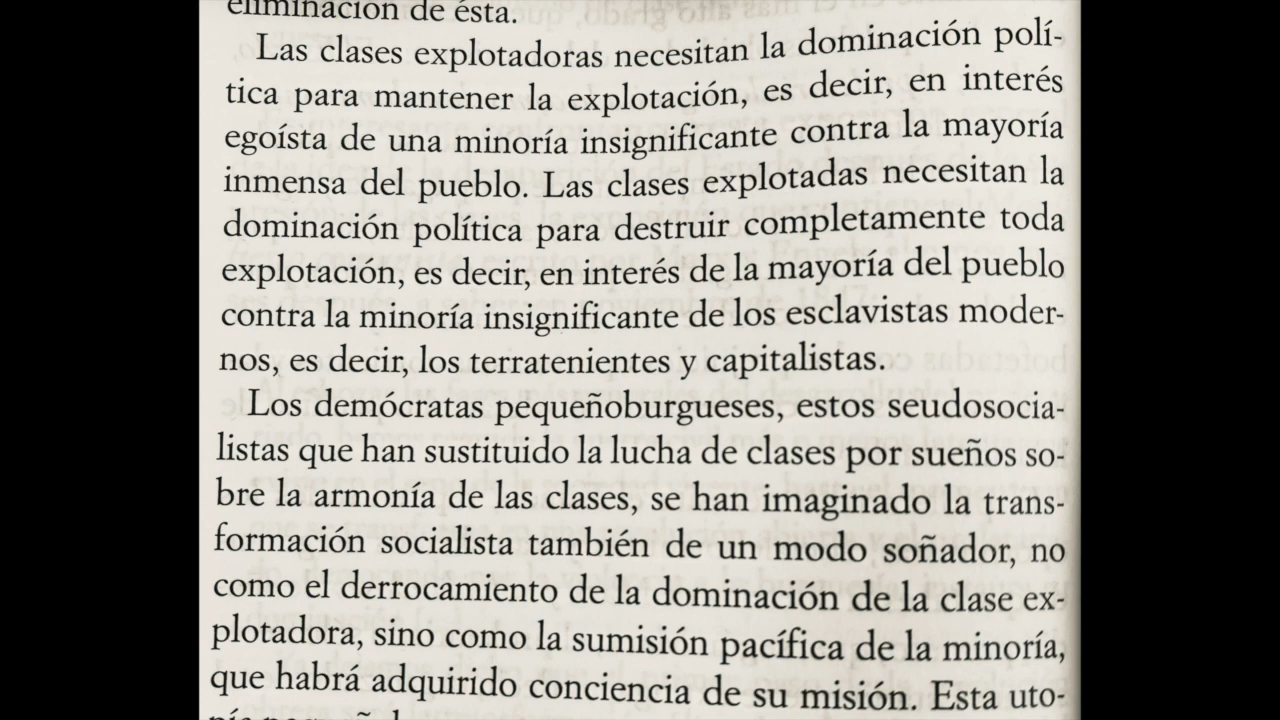 eliminación de ésta.
Las clases explotadoras necesitan la dominación polí-
tica para mantener la explotación, es decir, en interés
egoísta de una minoría insignificante contra la mayoría
inmensa del pueblo. Las clases explotadas necesitan la
dominación política para destruir completamente toda
explotación, es decir, en interés de la mayoría del pueblo
contra la minoría insignificante de los esclavistas moder-
nos, es decir, los terratenientes y capitalistas.
Los demócratas pequeñoburgueses, estos seudosocia-
listas que han sustituido la lucha de clases por sueños so-
bre la armonía de las clases, se han imaginado la trans-
formación socialista también de un modo soñador, no
como el derrocamiento de la dominación de la clase ex-
plotadora, sino como la sumisión pacífica de la minoría,
que habrá adquirido conciencia de su misión. Esta uto-